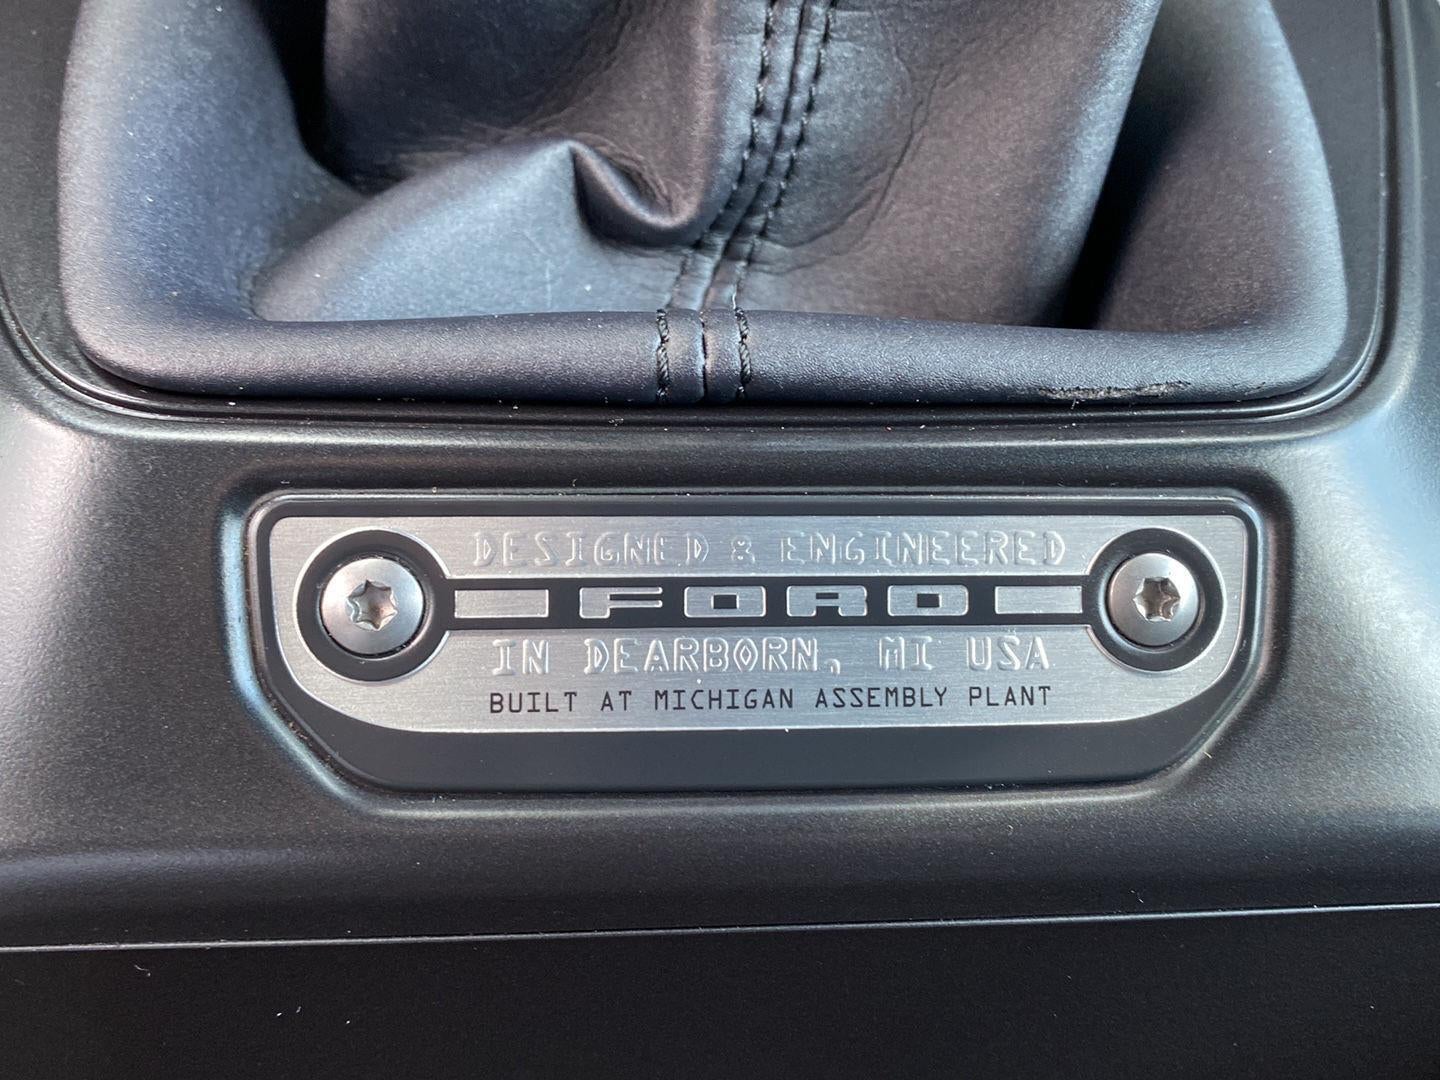 DESIGNED & ENGINEERED
FORD
IN DEARBORN, MI USA
BUILT AT MICHIGAN ASSEMBLY PLANT